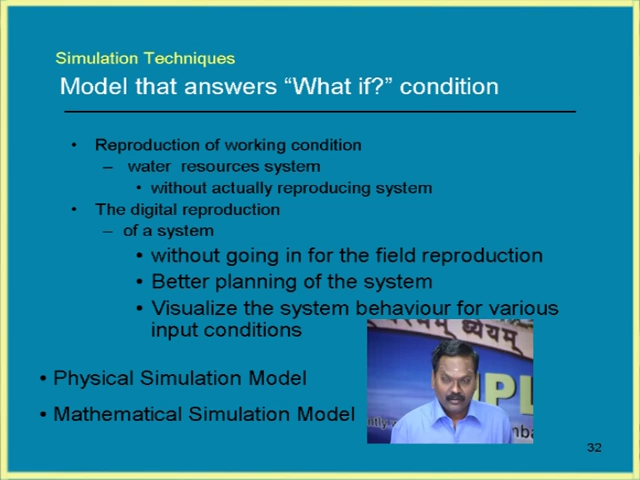 Simulation Techniques
Model that answers “What if?” condition
• Reproduction of working condition
– water resources system
• without actually reproducing system
• The digital reproduction
– of a system
• without going in for the field reproduction
• Better planning of the system
• Visualize the system behaviour for various
input conditions
• Physical Simulation Model
• Mathematical Simulation Model
ध्येयम्
PL
32